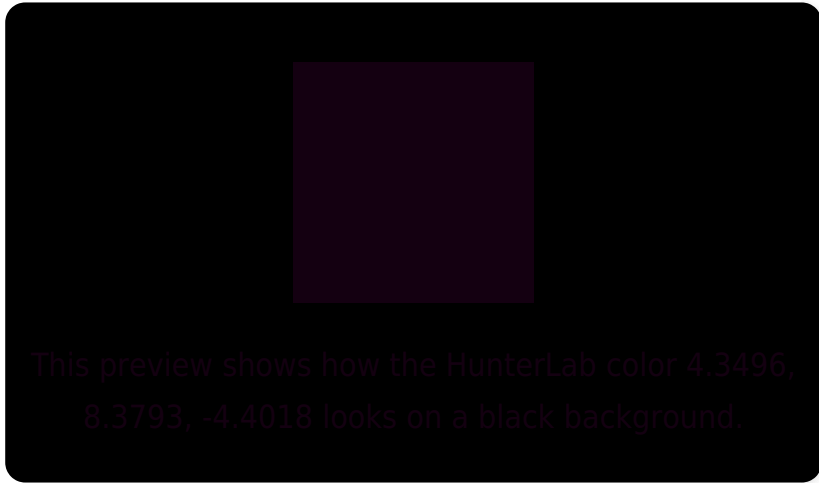 This preview shows how the HunterLab color 4.3496,
8.3793, -4.4018 looks on a black background.